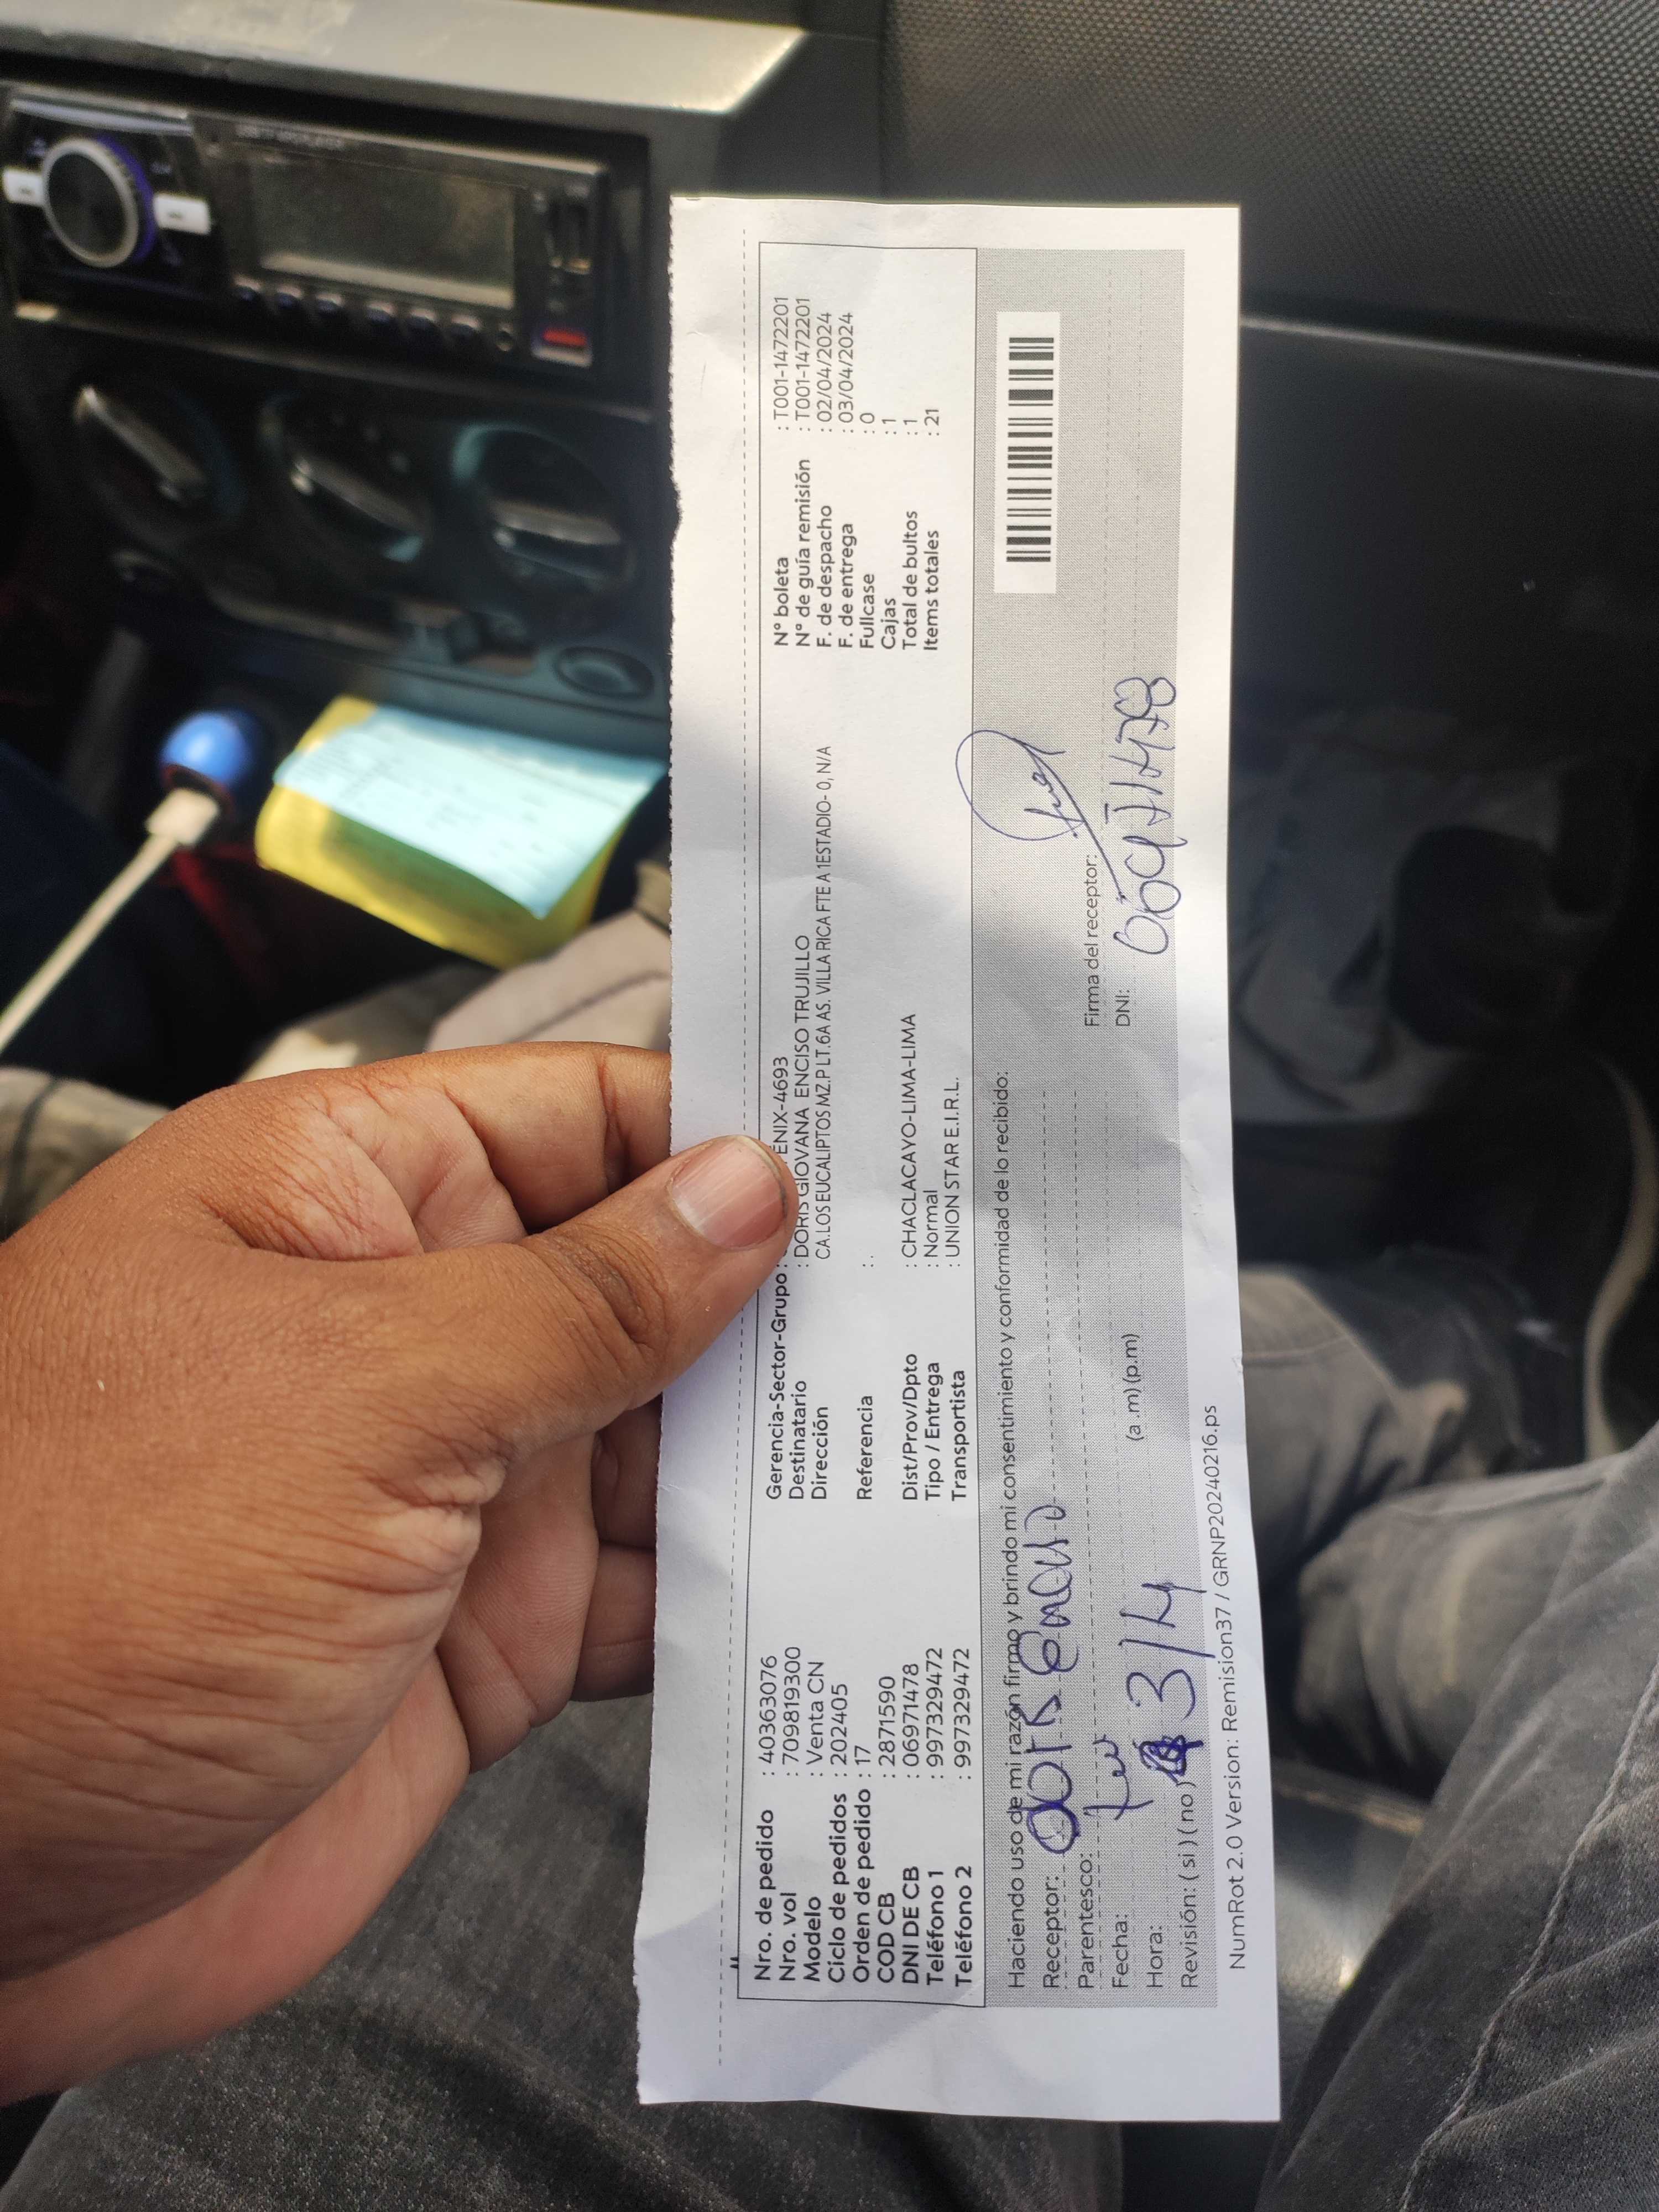 Nro. de pedido : 40363076
Nro. vol : 70981930​0
Modelo : Venta CN
Ciclo de pedidos : 202405
Orden de pedido : 17
COD CB : 2871590
DNI DE CB : 06971478
Teléfono 1 : 997329472
Teléfono 2 : 997329472
Gerencia-Sector-Grupo : ENIX-4693
Destinatario : DORIS GIOVANA ENCISO TRUJILLO
Dirección CA.LOS EUCALIPTOS MZ.P LT.6A AS. VILLA RICA FTE A 1ESTADIO- 0, N/A
Referencia : .
Dist/Prov/Dpto : CHACLACAYO-LIMA-LIMA
Tipo / Entrega : Normal
Transportista : UNION STAR E.I.R.L.
N° boleta : T001-1472201
N° de guía remisión : T001-1472201
F. de despacho : 02/04/2024
F. de entrega : 03/04/2024
Fullcase : 0
Cajas : 1
Total de bultos : 1
Items totales : 21
Haciendo uso de mi razón firmo y brindo mi consentimiento y conformidad de lo recibido:
Receptor: Doris Enciso
Parentesco:
Fecha: 3/4
Hora: (a .m) (p.m)
Revisión: ( si ) ( no )
Firma del receptor:
DNI: 06971478
NumRot 2.0 Version: Remision37 / GRNP20240216.ps